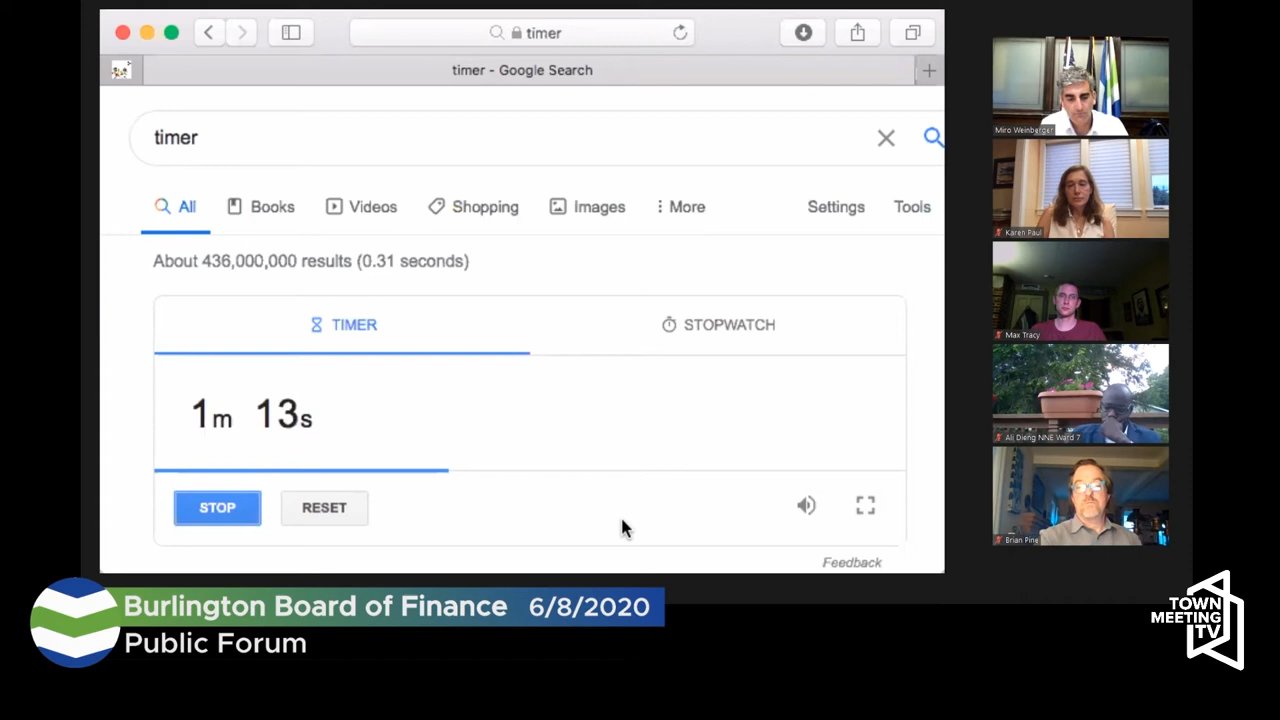 timer
timer - Google Search
timer
All Books Videos Shopping Images More Settings Tools
About 436,000,000 results (0.31 seconds)
TIMER STOPWATCH
1m 13s
STOP RESET
Feedback
Miro Weinberger
Karen Paul
Max Tracy
Ali Dieng NNE Ward 7
Brian Pine
Burlington Board of Finance 6/8/2020
Public Forum
TOWN
MEETING
TV